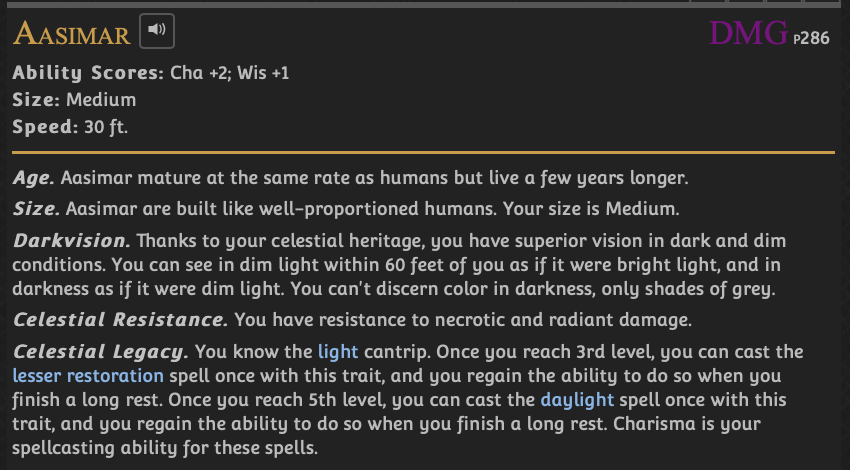 Aasimar DMG p286
Ability Scores: Cha +2; Wis +1
Size: Medium
Speed: 30 ft.
Age. Aasimar mature at the same rate as humans but live a few years longer.
Size. Aasimar are built like well-proportioned humans. Your size is Medium.
Darkvision. Thanks to your celestial heritage, you have superior vision in dark and dim
conditions. You can see in dim light within 60 feet of you as if it were bright light, and in
darkness as if it were dim light. You can't discern color in darkness, only shades of grey.
Celestial Resistance. You have resistance to necrotic and radiant damage.
Celestial Legacy. You know the light cantrip. Once you reach 3rd level, you can cast the
lesser restoration spell once with this trait, and you regain the ability to do so when you
finish a long rest. Once you reach 5th level, you can cast the daylight spell once with this
trait, and you regain the ability to do so when you finish a long rest. Charisma is your
spellcasting ability for these spells.